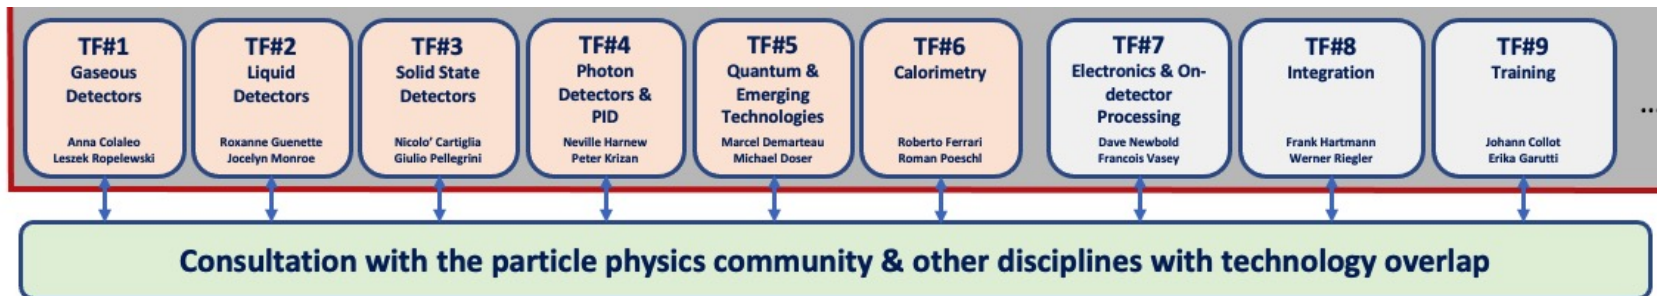 TF#1
Gaseous
Detectors
Anna Colaleo
Leszek Ropelewski
TF#2
Liquid
Detectors
Roxanne Guenette
Jocelyn Monroe
TF#3
Solid State
Detectors
Nicolo' Cartiglia
Giulio Pellegrini
TF#4
Photon
Detectors &
PID
Neville Harnew
Peter Krizan
TF#5
Quantum &
Emerging
Technologies
Marcel Demarteau
Michael Doser
TF#6
Calorimetry
Roberto Ferrari
Roman Poeschl
TF#7
Electronics & On-
detector
Processing
Dave Newbold
Francois Vasey
TF#8
Integration
Frank Hartmann
Werner Riegler
TF#9
Training
Johann Collot
Erika Garutti
...
Consultation with the particle physics community & other disciplines with technology overlap